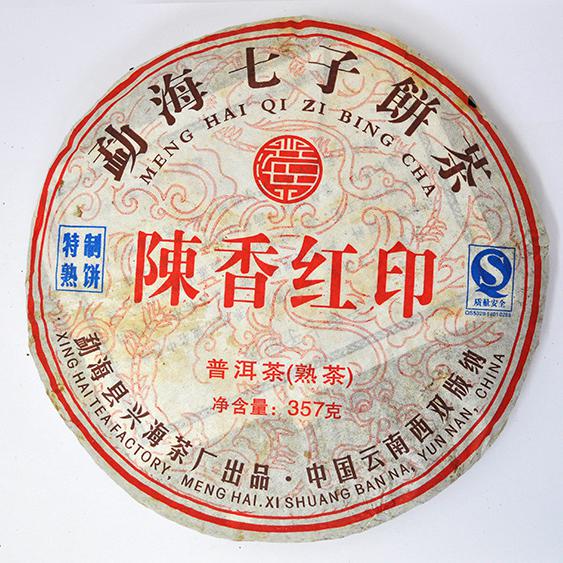 勐海七子餅茶
MENG HAI QI ZI BING CHA
特制
熟饼
陳香红印
质量安全
普洱茶(熟茶)
净含量: 357克
勐海县兴海茶厂出品·中国云南西双版纳
XING HAI TEA FACTORY, MENG HAI.XI SHUANG BAN NA, YUN NAN, CHINA